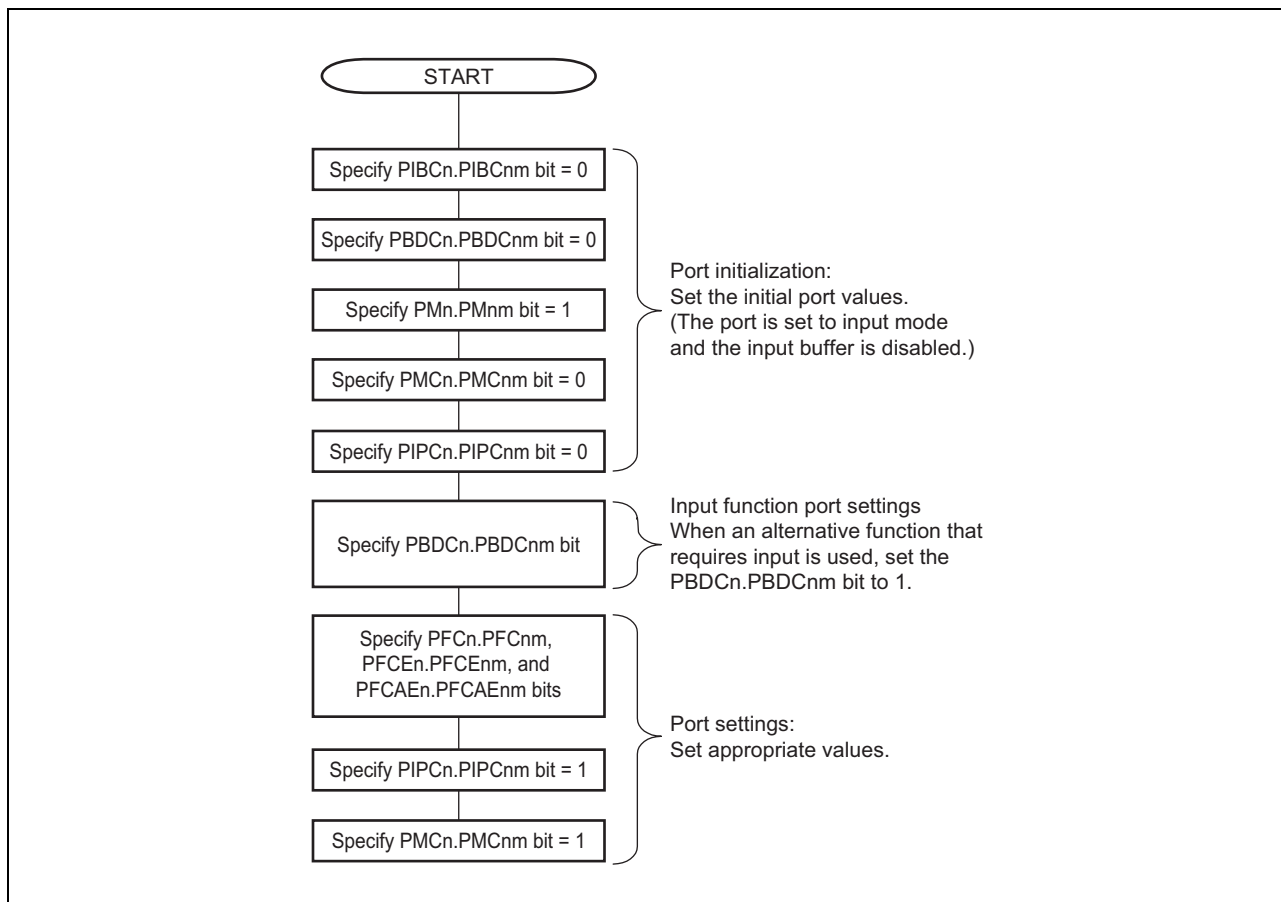 START
Specify PIBCn.PIBCnm bit = 0
Specify PBDCn.PBDCnm bit = 0
Specify PMn.PMnm bit = 1
Specify PMCn.PMCnm bit = 0
Specify PIPCn.PIPCnm bit = 0
Port initialization:
Set the initial port values.
(The port is set to input mode
and the input buffer is disabled.)
Specify PBDCn.PBDCnm bit
Input function port settings
When an alternative function that
requires input is used, set the
PBDCn.PBDCnm bit to 1.
Specify PFCn.PFCnm,
PFCEn.PFCEnm, and
PFCAEn.PFCAEnm bits
Specify PIPCn.PIPCnm bit = 1
Specify PMCn.PMCnm bit = 1
Port settings:
Set appropriate values.